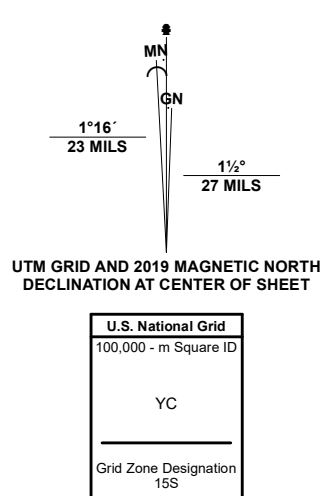 MN
GN
1°16´
23 MILS
1½°
27 MILS
UTM GRID AND 2019 MAGNETIC NORTH
DECLINATION AT CENTER OF SHEET
U.S. National Grid
100,000 - m Square ID
YC
Grid Zone Designation
15S